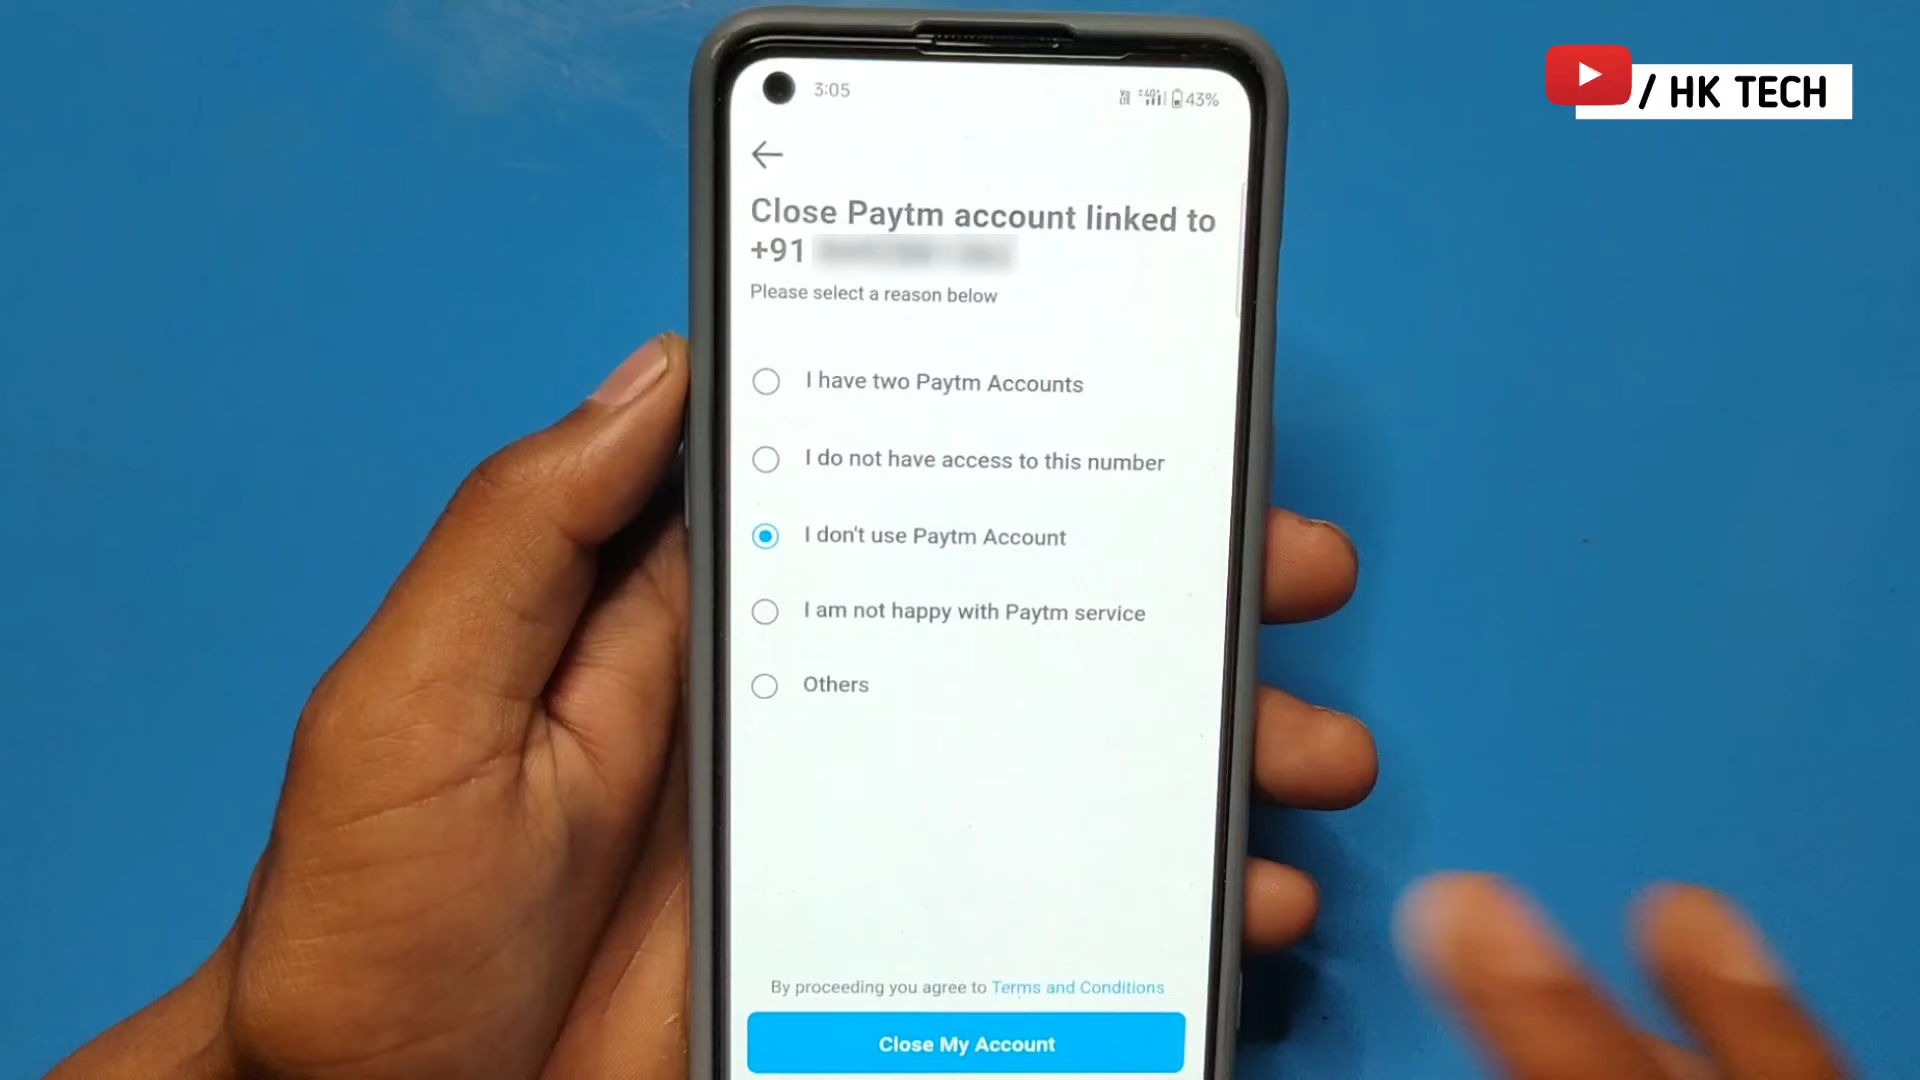 / HK TECH
3:05
43%
Close Paytm account linked to
+91
Please select a reason below
I have two Paytm Accounts
I do not have access to this number
I don't use Paytm Account
I am not happy with Paytm service
Others
By proceeding you agree to Terms and Conditions
Close My Account